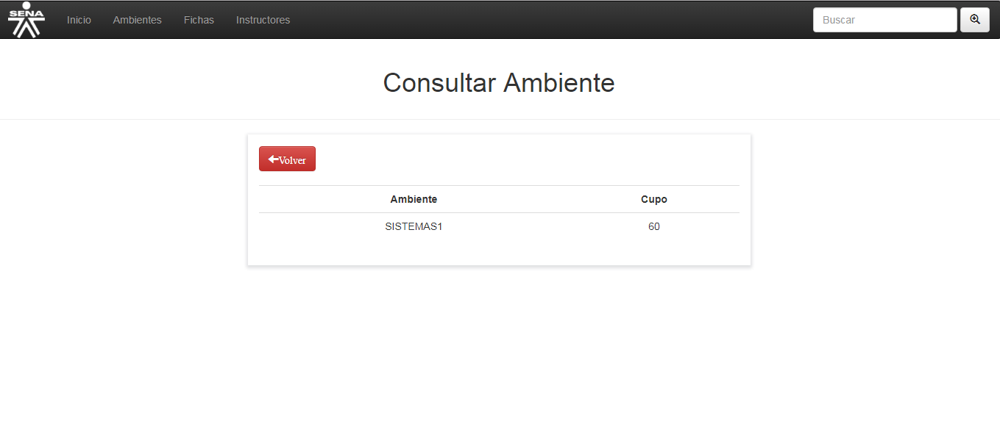 SENA
Inicio Ambientes Fichas Instructores Buscar
Consultar Ambiente
Volver
Ambiente Cupo
SISTEMAS1 60